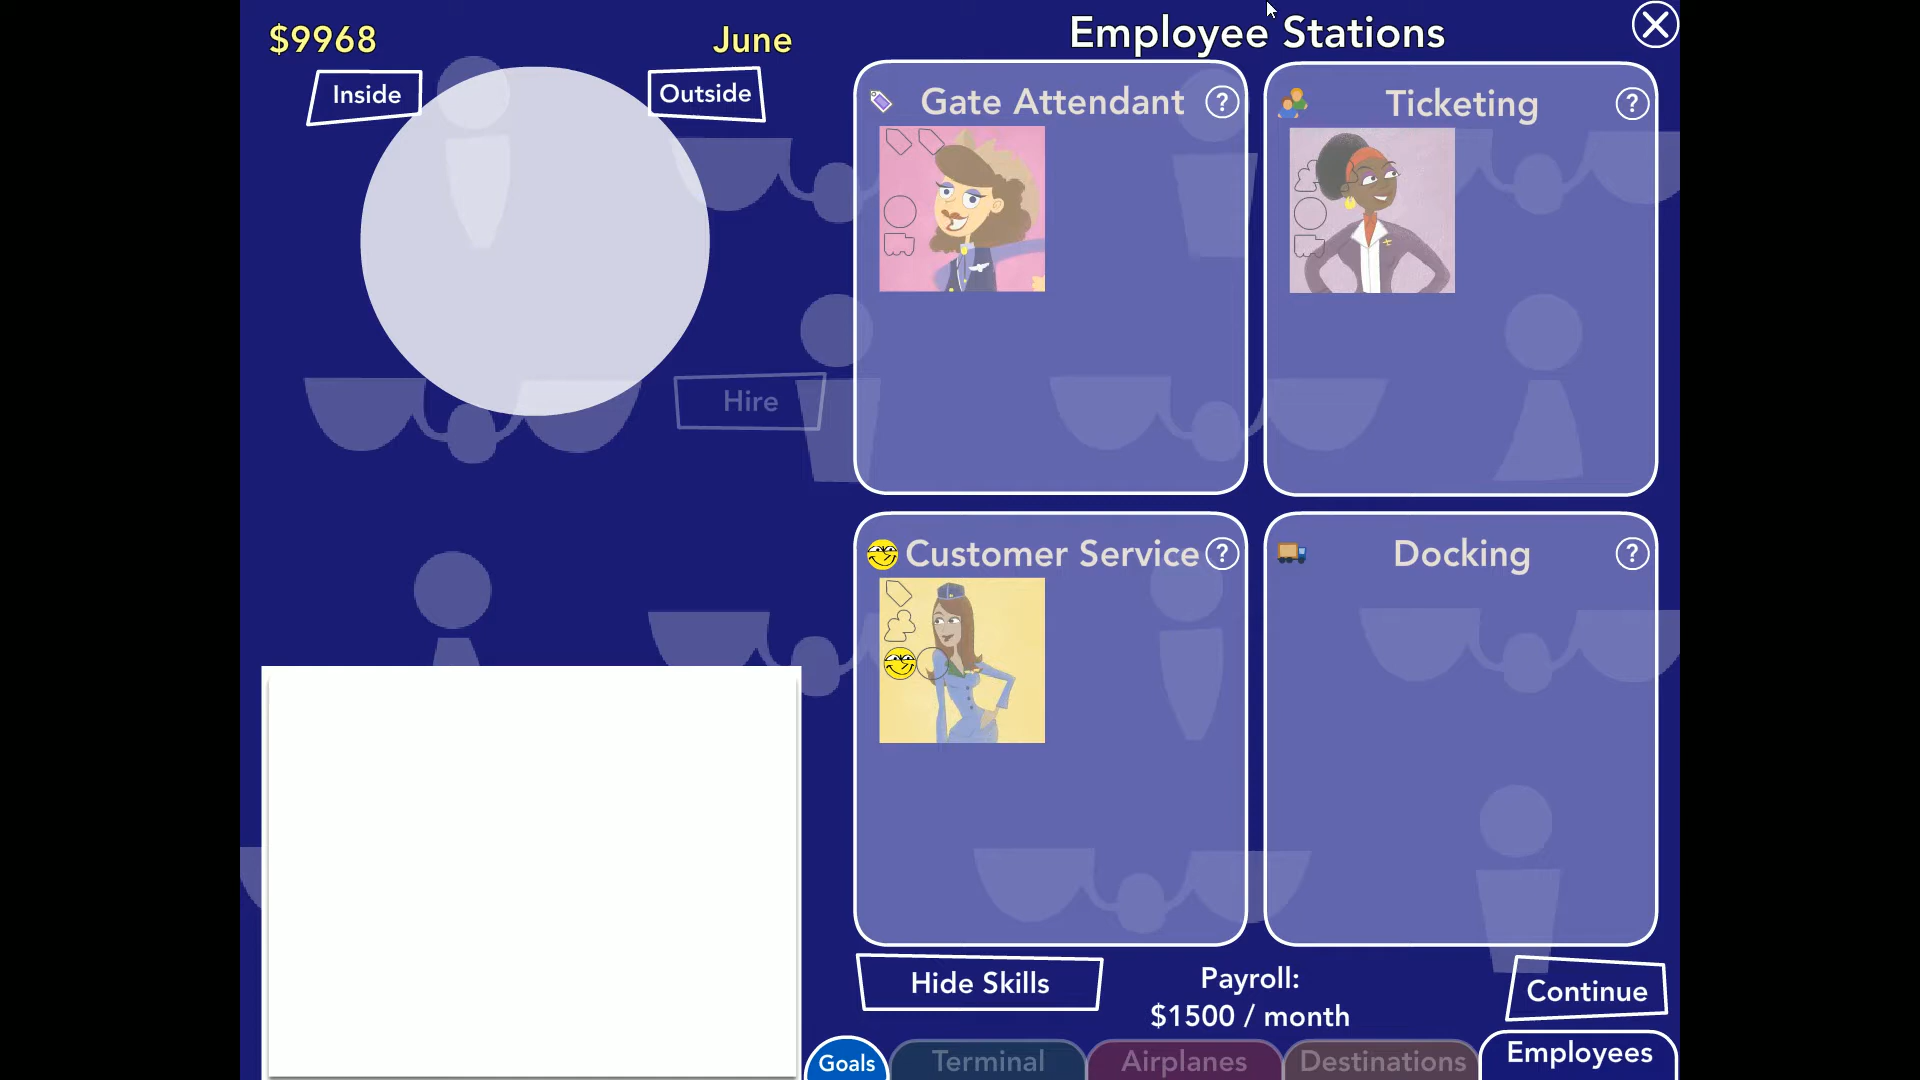 $9968
June
Employee Stations
Inside
Outside
Gate Attendant ?
Ticketing ?
Hire
Customer Service ?
Docking ?
Hide Skills
Payroll:
$1500 / month
Continue
Goals
Terminal
Airplanes
Destinations
Employees